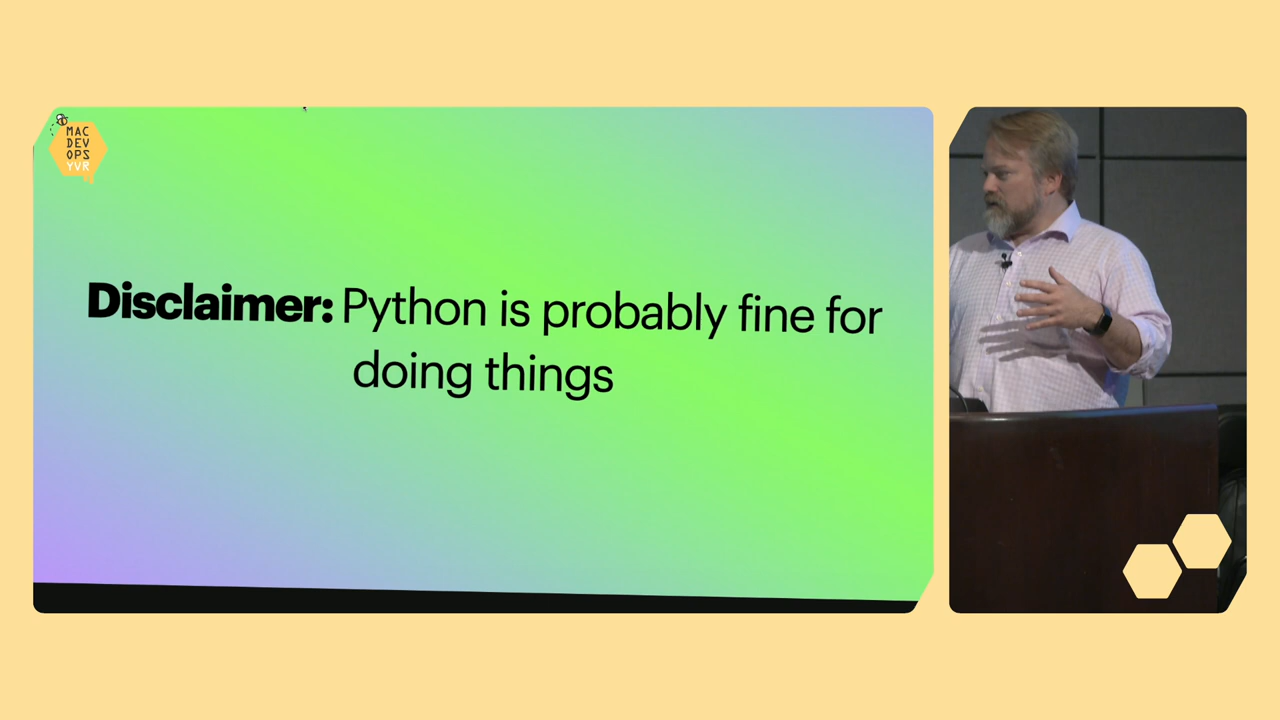 MAC
DEV
OPS
YVR
Disclaimer: Python is probably fine for
doing things